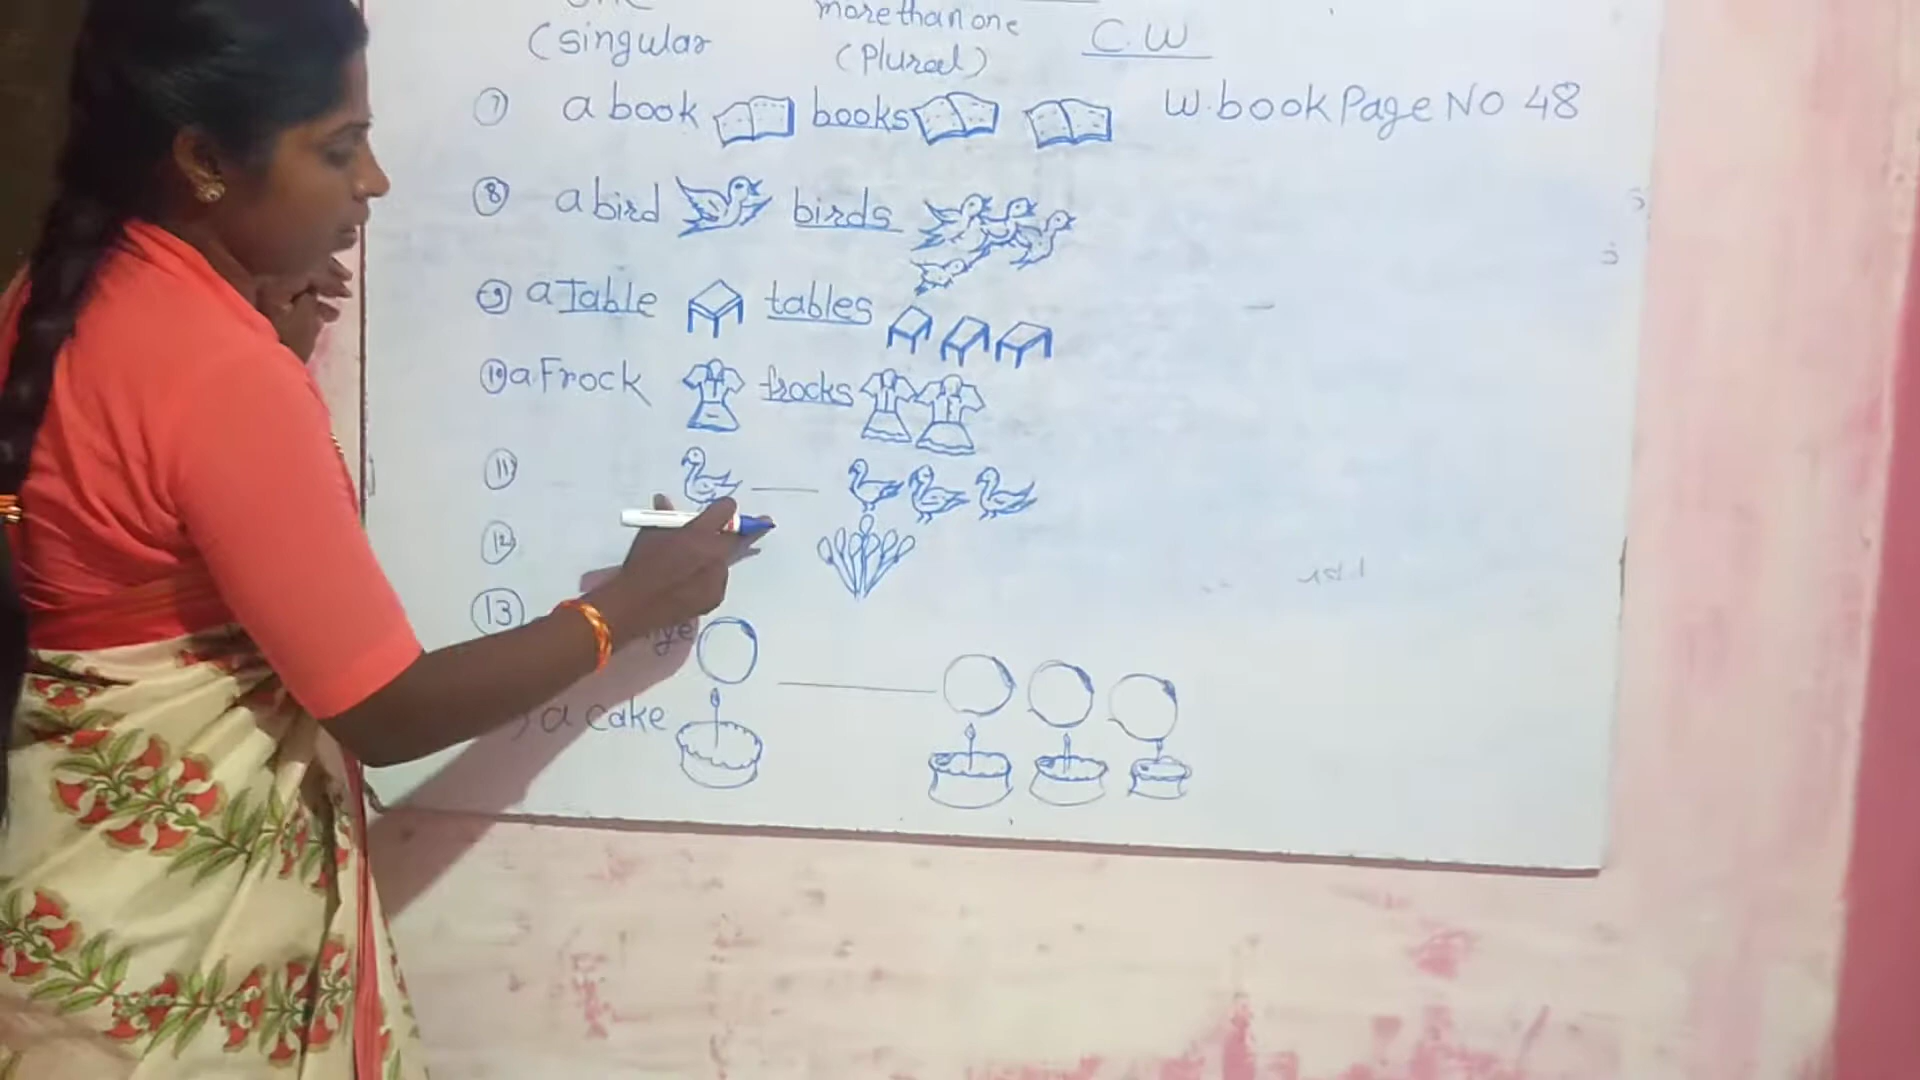 more than one
(singular
(Plural)
C.W
7 a book books
W.book Page NO 48
8 a bird birds
9 a Table tables
10 a Frock frocks
11
12
13
a cake